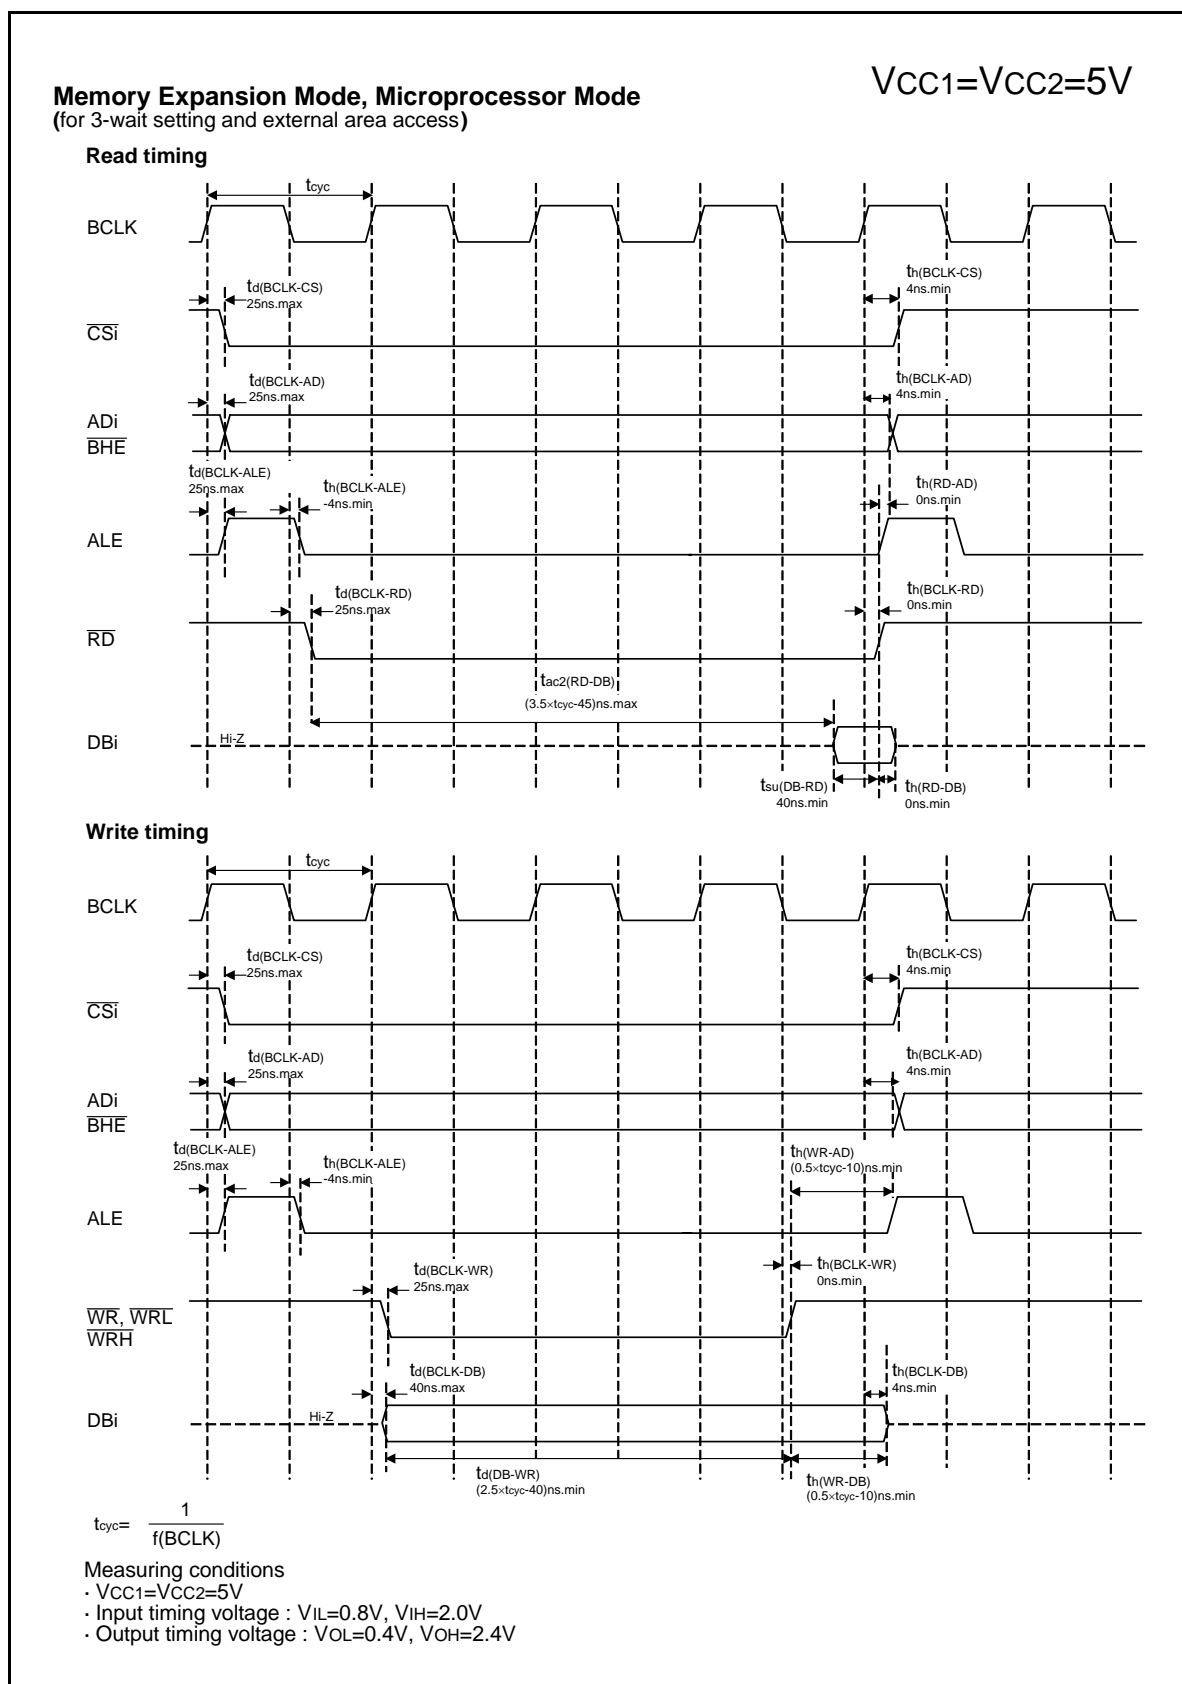 VCC1=VCC2=5V
Memory Expansion Mode, Microprocessor Mode
(for 3-wait setting and external area access)
Read timing
tcyc
BCLK
td(BCLK-CS)
25ns.max
th(BCLK-CS)
4ns.min
CSi
td(BCLK-AD)
25ns.max
th(BCLK-AD)
4ns.min
ADi
BHE
td(BCLK-ALE)
25ns.max
th(BCLK-ALE)
-4ns.min
th(RD-AD)
0ns.min
ALE
td(BCLK-RD)
25ns.max
th(BCLK-RD)
0ns.min
RD
tac2(RD-DB)
(3.5×tcyc-45)ns.max
DBi
Hi-Z
tsu(DB-RD)
40ns.min
th(RD-DB)
0ns.min
Write timing
tcyc
BCLK
td(BCLK-CS)
25ns.max
th(BCLK-CS)
4ns.min
CSi
td(BCLK-AD)
25ns.max
th(BCLK-AD)
4ns.min
ADi
BHE
td(BCLK-ALE)
25ns.max
th(BCLK-ALE)
-4ns.min
th(WR-AD)
(0.5×tcyc-10)ns.min
ALE
td(BCLK-WR)
25ns.max
th(BCLK-WR)
0ns.min
WR, WRL
WRH
td(BCLK-DB)
40ns.max
th(BCLK-DB)
4ns.min
DBi
Hi-Z
td(DB-WR)
(2.5×tcyc-40)ns.min
th(WR-DB)
(0.5×tcyc-10)ns.min
tcyc= 1
f(BCLK)
Measuring conditions
· VCC1=VCC2=5V
· Input timing voltage : VIL=0.8V, VIH=2.0V
· Output timing voltage : VOL=0.4V, VOH=2.4V